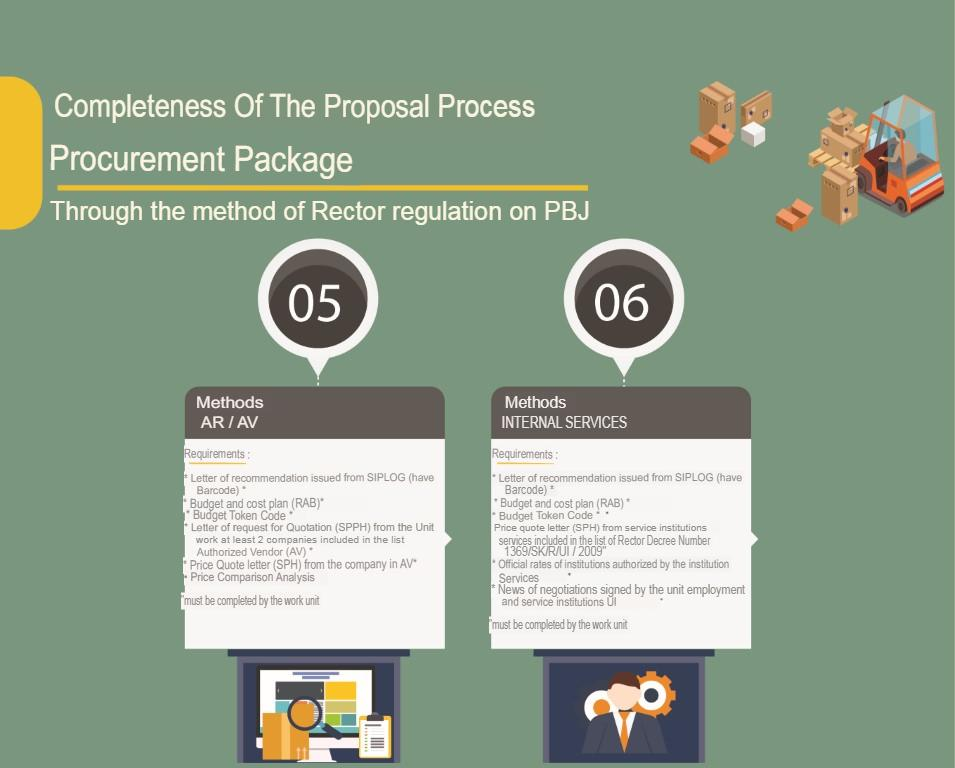 Completeness Of The Proposal Process
Procurement Package
Through the method of Rector regulation on PBJ
05
Methods
AR / AV
Requirements :
* Letter of recommendation issued from SIPLOG (have
Barcode) *
* Budget and cost plan (RAB)*
* Budget Token Code *
* Letter of request for Quotation (SPPH) from the Unit
work at least 2 companies included in the list
Authorized Vendor (AV) *
* Price Quote letter (SPH) from the company in AV*
* Price Comparison Analysis
*must be completed by the work unit
06
Methods
INTERNAL SERVICES
Requirements :
* Letter of recommendation issued from SIPLOG (have
Barcode) *
* Budget and cost plan (RAB) *
* Budget Token Code * *
Price quote letter (SPH) from service institutions
services included in the list of Rector Decree Number
1369/SK/R/UI / 2009"
* Official rates of institutions authorized by the institution
Services *
* News of negotiations signed by the unit employment
and service institutions UI *
*must be completed by the work unit